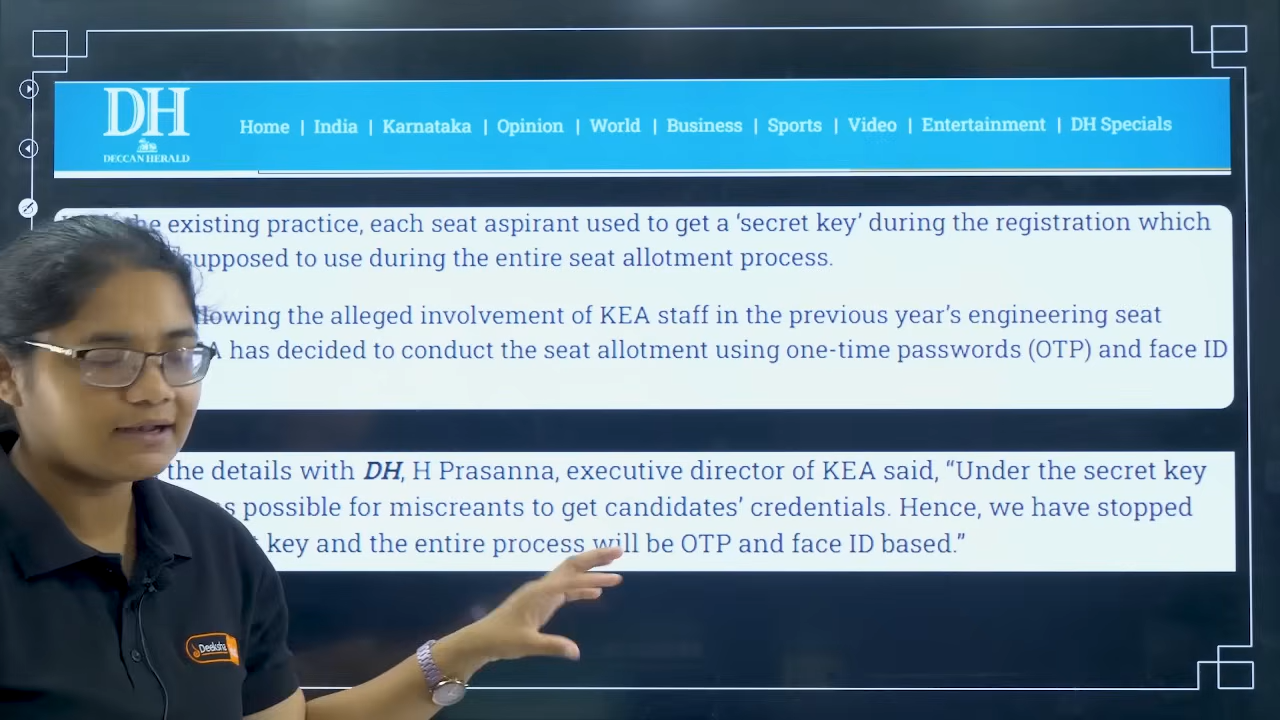 DH
DECCAN HERALD
Home | India | Karnataka | Opinion | World | Business | Sports | Video | Entertainment | DH Specials
existing practice, each seat aspirant used to get a ‘secret key’ during the registration which
supposed to use during the entire seat allotment process.
the alleged involvement of KEA staff in the previous year’s engineering seat
has decided to conduct the seat allotment using one-time passwords (OTP) and face ID
the details with DH, H Prasanna, executive director of KEA said, “Under the secret key
possible for miscreants to get candidates’ credentials. Hence, we have stopped
key and the entire process will be OTP and face ID based.”
Deeksha